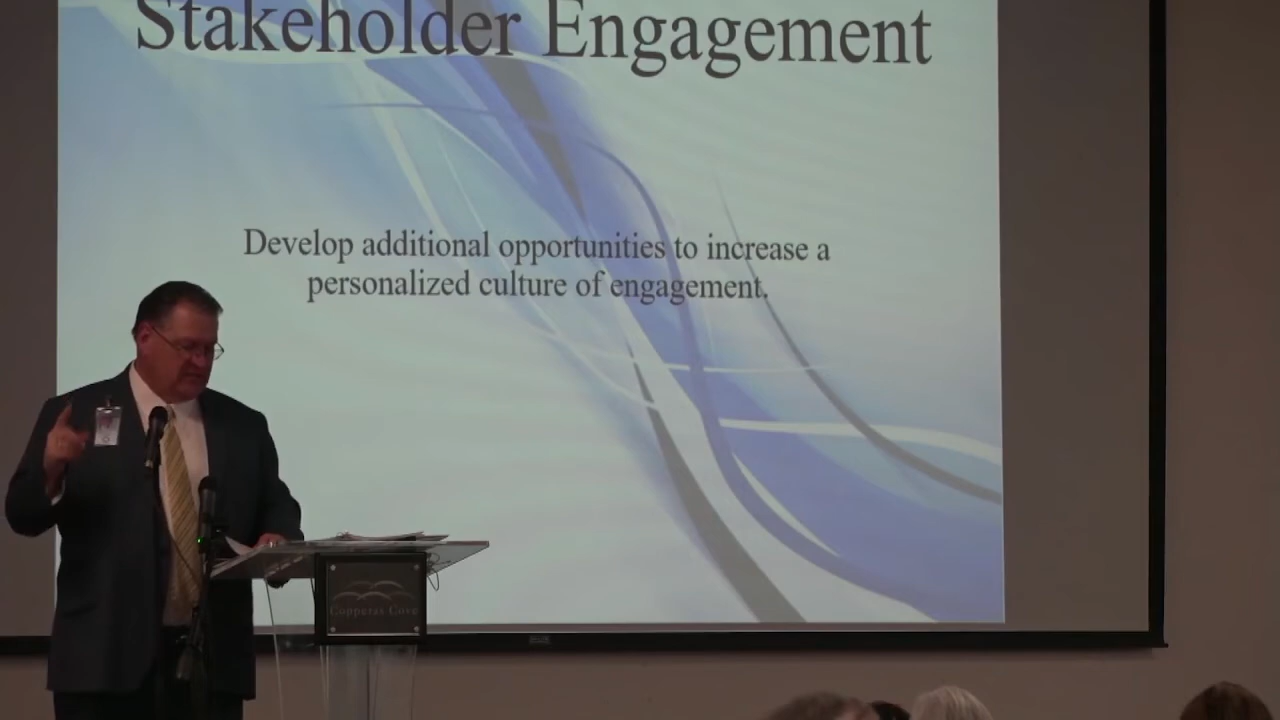 Stakeholder Engagement
Develop additional opportunities to increase a
personalized culture of engagement.
Copperas Cove